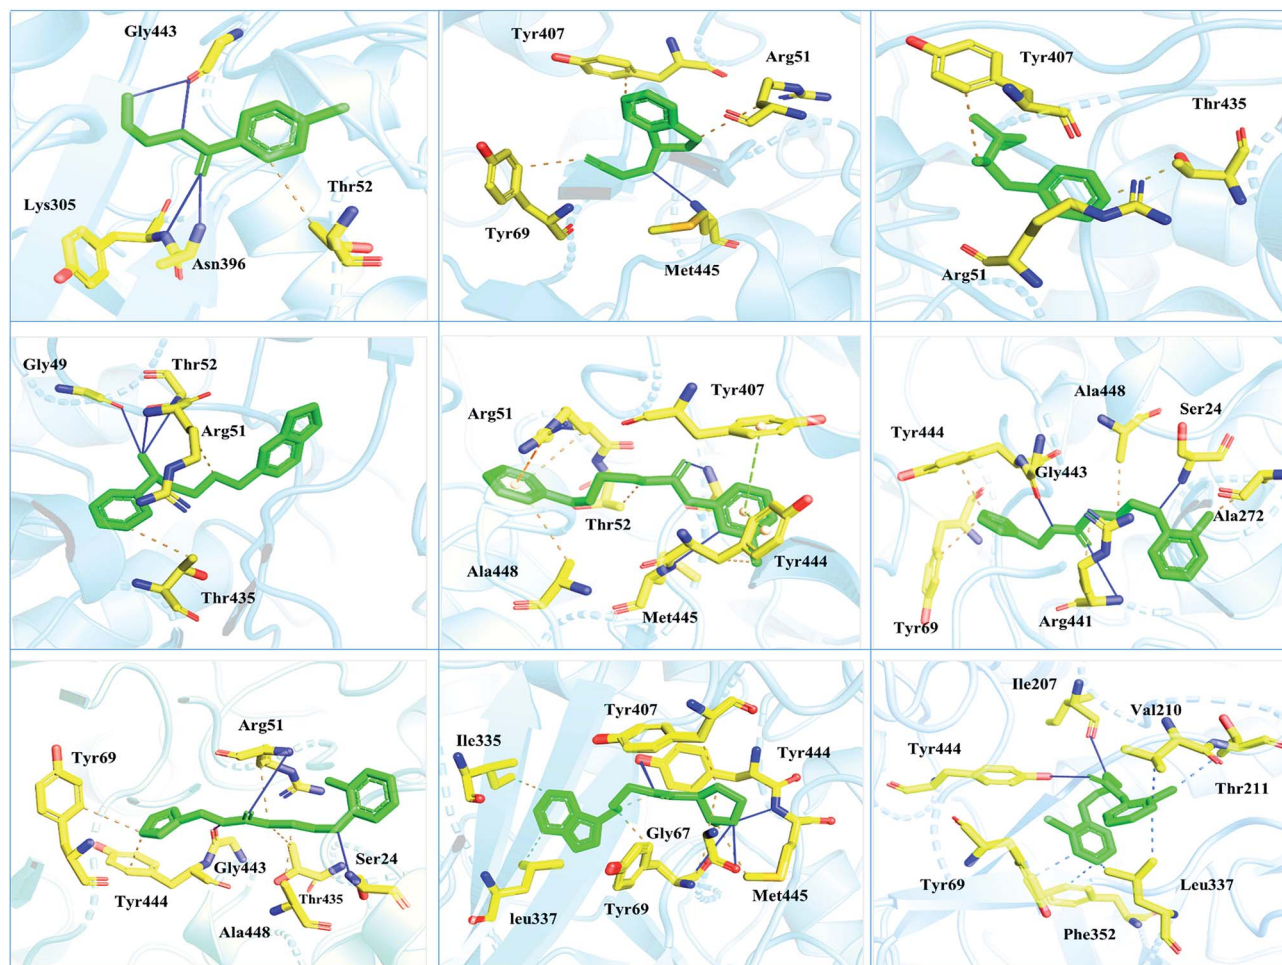 Gly443
Lys305
Asn396
Thr52
Tyr407
Arg51
Tyr69
Met445
Tyr407
Thr435
Arg51
Gly49
Thr52
Arg51
Thr435
Tyr407
Arg51
Thr52
Ala448
Tyr444
Met445
Ala448
Ser24
Tyr444
Gly443
Ala272
Tyr69
Arg441
Arg51
Tyr69
Gly443
Ser24
Thr435
Tyr444
Ala448
Tyr407
Ile335
Tyr444
Gly67
leu337
Tyr69
Met445
Ile207
Val210
Tyr444
Thr211
Tyr69
Leu337
Phe352